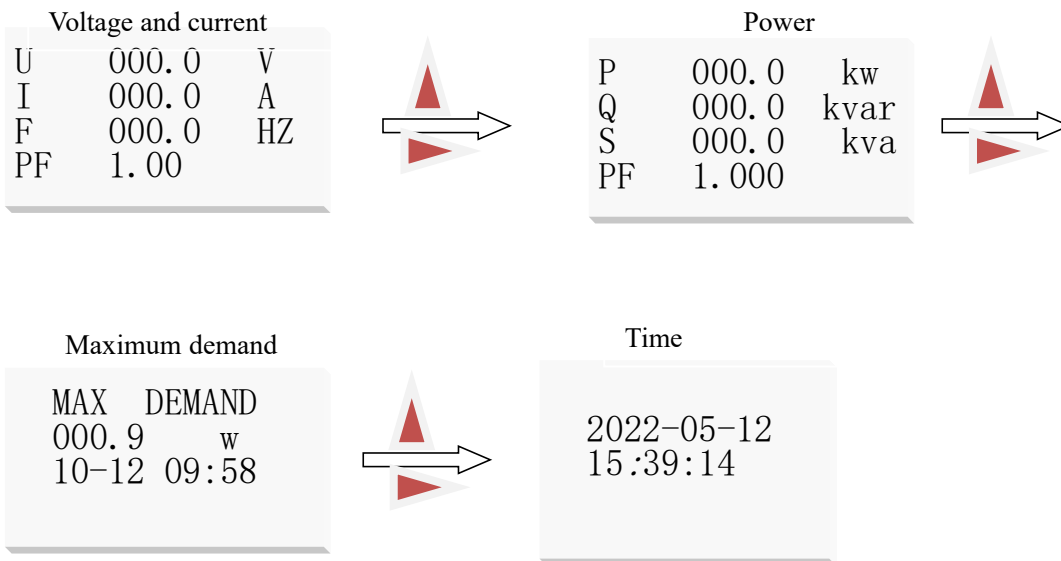 Voltage and current
U 000.0 V
I 000.0 A
F 000.0 HZ
PF 1.00
Power
P 000.0 kw
Q 000.0 kvar
S 000.0 kva
PF 1.000
Maximum demand
MAX DEMAND
000.9 w
10-12 09:58
Time
2022-05-12
15:39:14